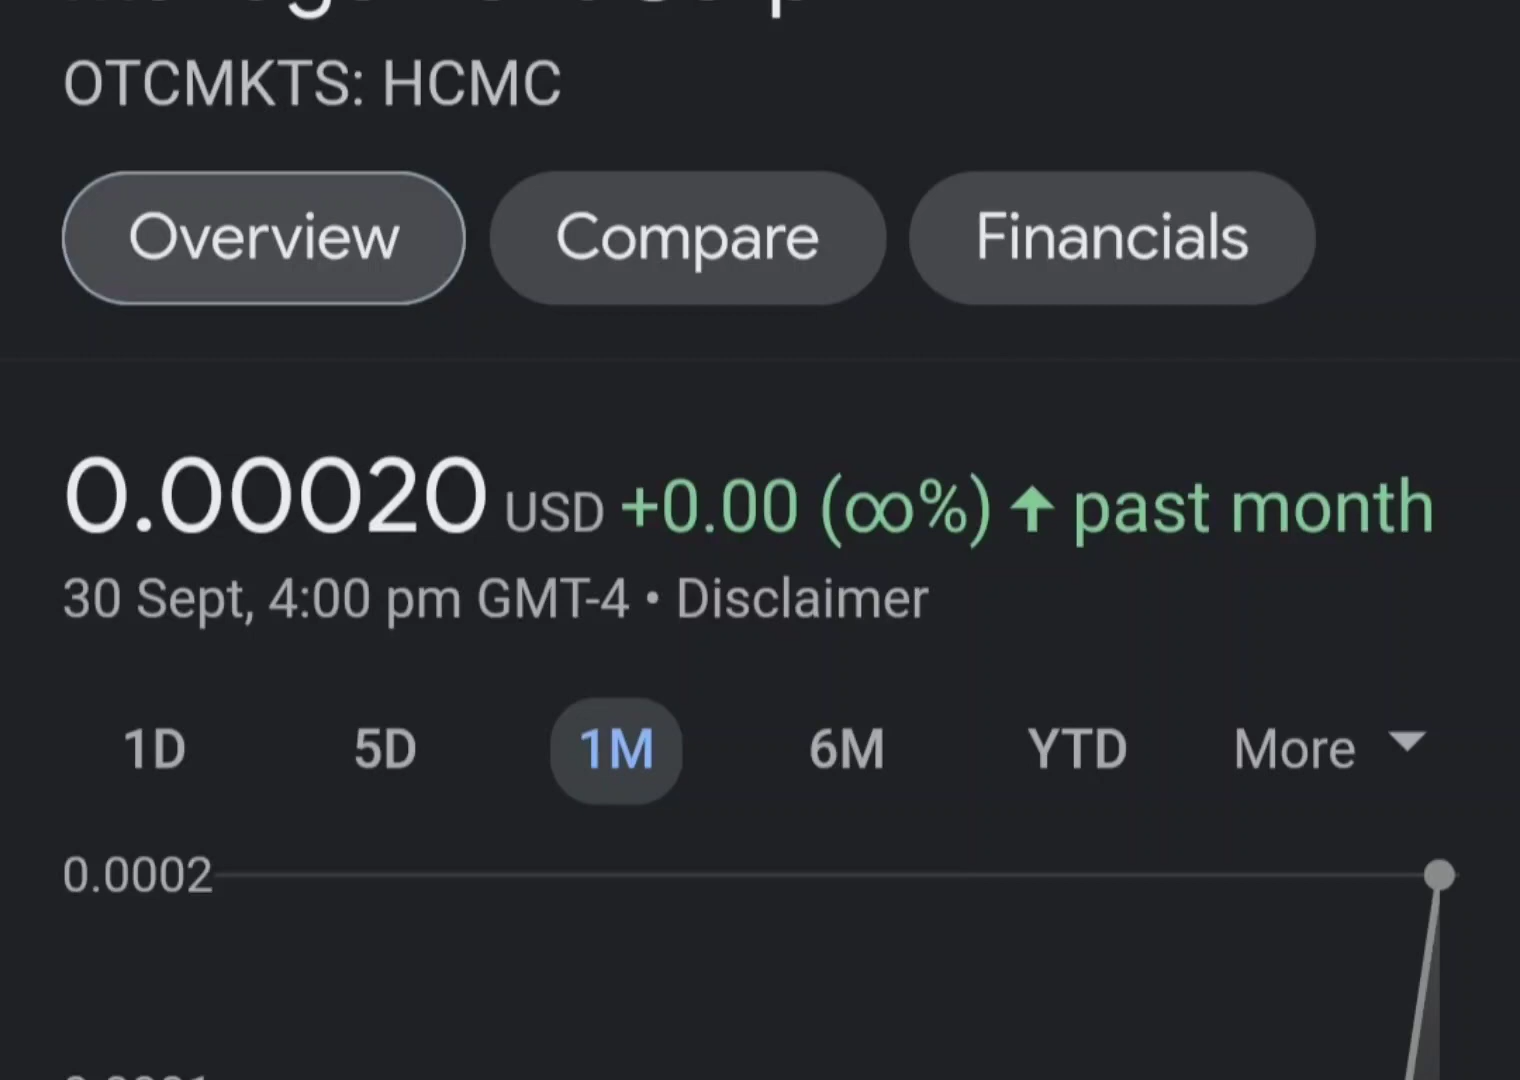 OTCMKTS: HCMC
Overview Compare Financials
0.00020 USD +0.00 (∞%) ↑ past month
30 Sept, 4:00 pm GMT-4 • Disclaimer
1D 5D 1M 6M YTD More
0.0002